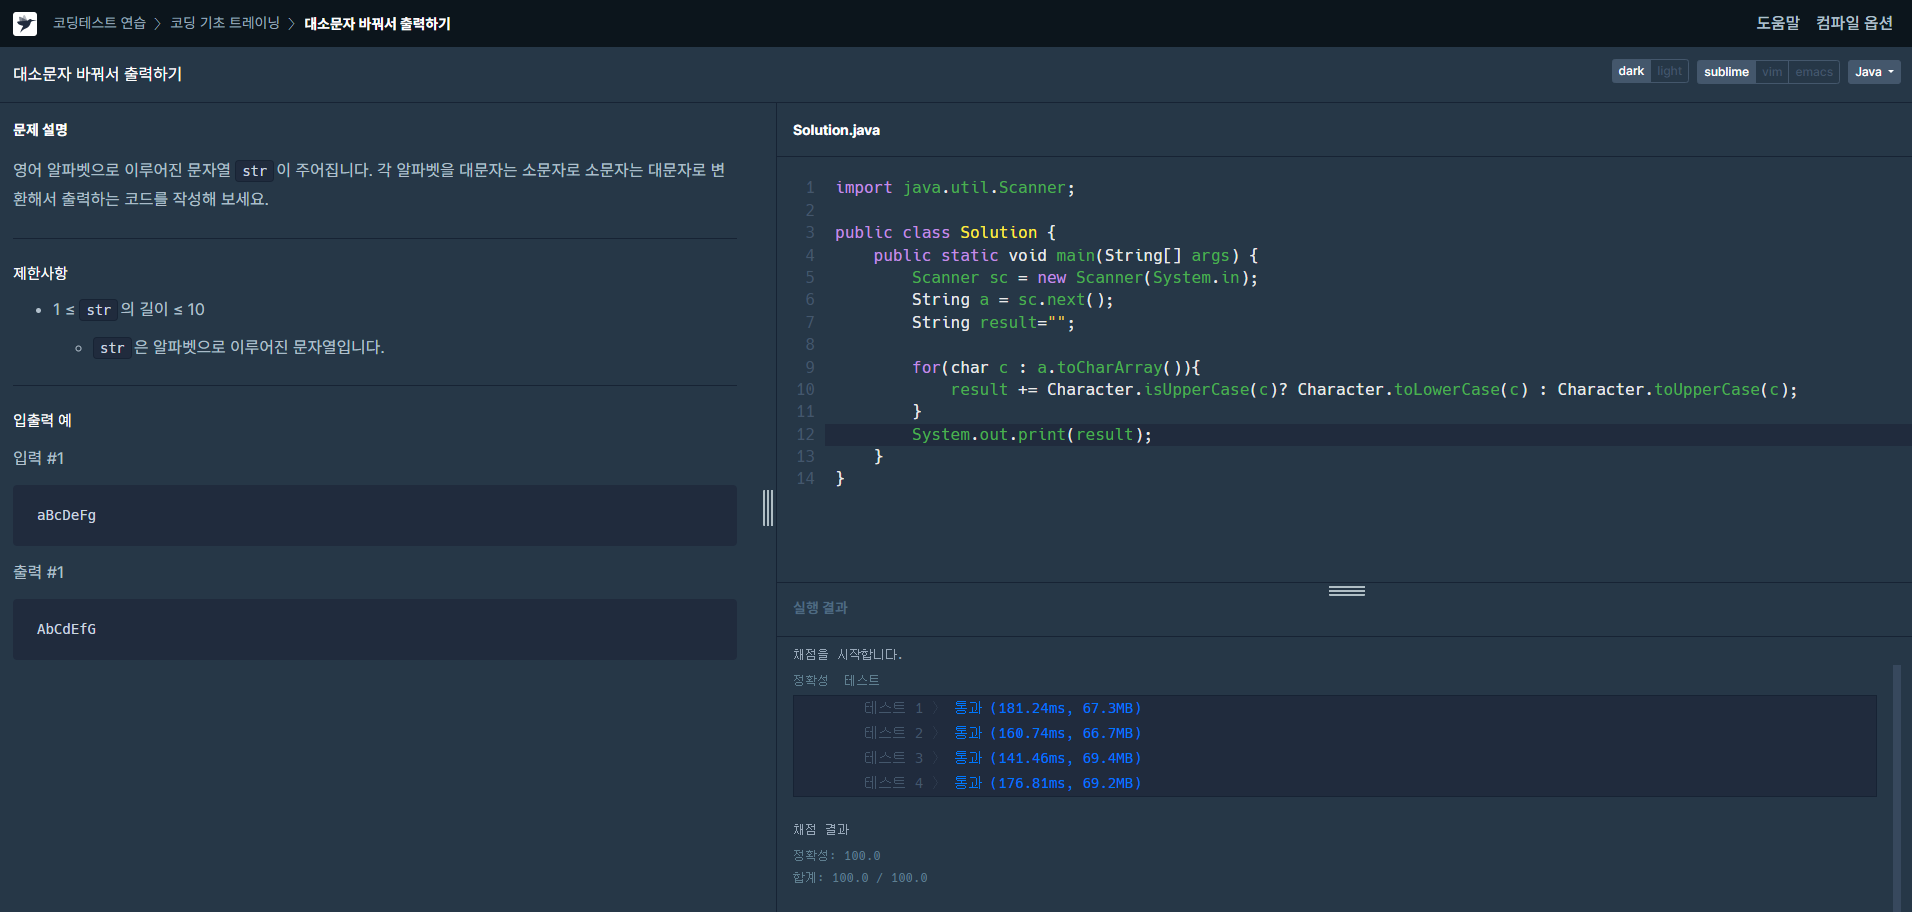 코딩테스트 연습 > 코딩 기초 트레이닝 > 대소문자 바꿔서 출력하기
도움말 컴파일 옵션
대소문자 바꿔서 출력하기
dark light sublime vim emacs Java
문제 설명
영어 알파벳으로 이루어진 문자열 str이 주어집니다. 각 알파벳을 대문자는 소문자로 소문자는 대문자로 변
환해서 출력하는 코드를 작성해 보세요.
제한사항
• 1 ≤ str의 길이 ≤ 10
◦ str은 알파벳으로 이루어진 문자열입니다.
입출력 예
입력 #1
aBcDeFg
출력 #1
AbCdEfG
Solution.java
1 import java.util.Scanner;
2
3 public class Solution {
4     public static void main(String[] args) {
5         Scanner sc = new Scanner(System.in);
6         String a = sc.next();
7         String result="";
8
9         for(char c : a.toCharArray()){
10             result += Character.isUpperCase(c)? Character.toLowerCase(c) : Character.toUpperCase(c);
11         }
12         System.out.print(result);
13     }
14 }
실행 결과
채점을 시작합니다.
정확성 테스트
테스트 1 〉 통과 (181.24ms, 67.3MB)
테스트 2 〉 통과 (160.74ms, 66.7MB)
테스트 3 〉 통과 (141.46ms, 69.4MB)
테스트 4 〉 통과 (176.81ms, 69.2MB)
채점 결과
정확성: 100.0
합계: 100.0 / 100.0